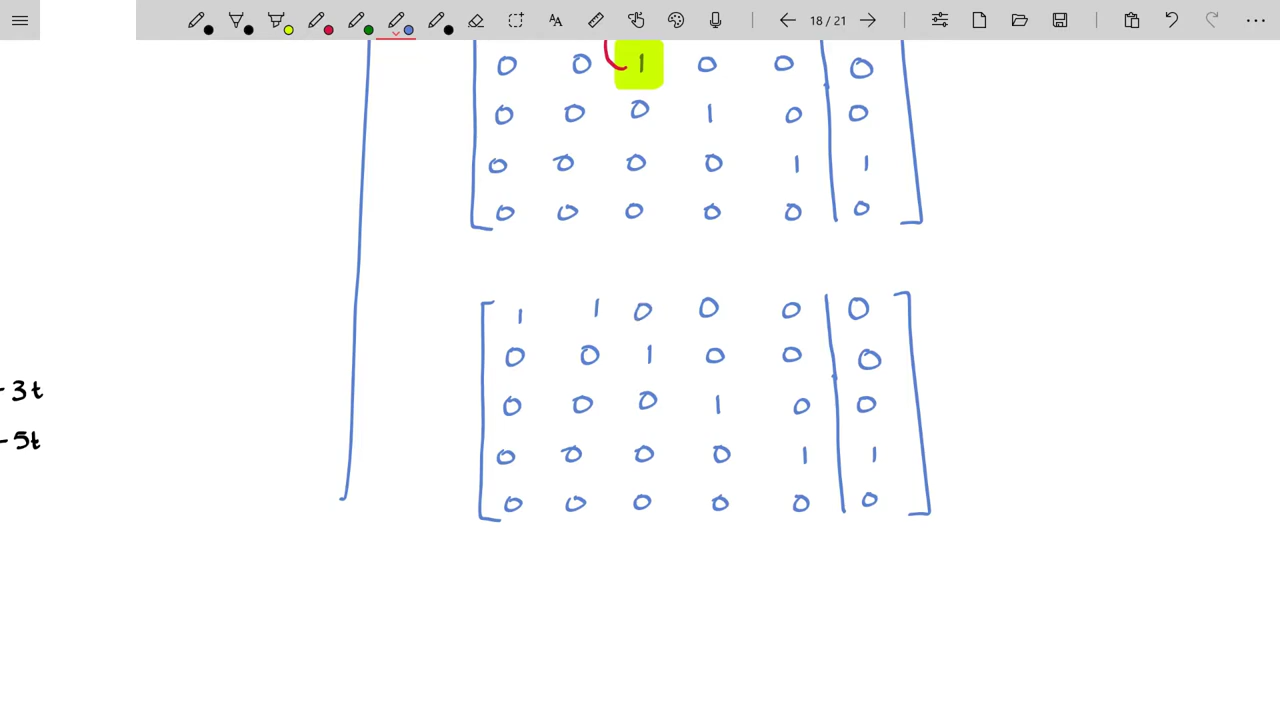 18 / 21
0 0 1 0 0 0
0 0 0 1 0 0
0 0 0 0 1 1
0 0 0 0 0 0
1 1 0 0 0 0
0 0 1 0 0 0
- 3t
0 0 0 1 0 0
- 5t
0 0 0 0 1 1
0 0 0 0 0 0